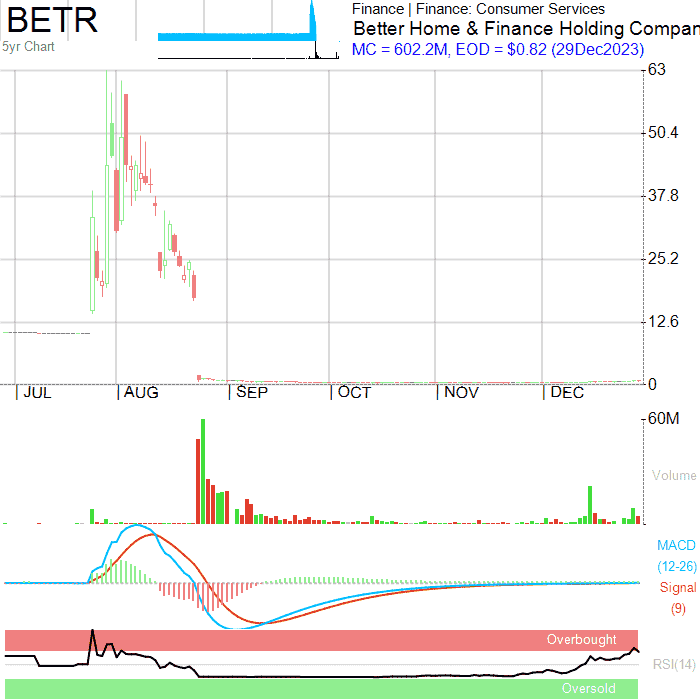 BETR
5yr Chart
Finance | Finance: Consumer Services
Better Home & Finance Holding Compan
MC = 602.2M, EOD = $0.82 (29Dec2023)
63
50.4
37.8
25.2
12.6
0
JUL AUG SEP OCT NOV DEC
60M
Volume
MACD
(12-26)
Signal
(9)
Overbought
RSI(14)
Oversold